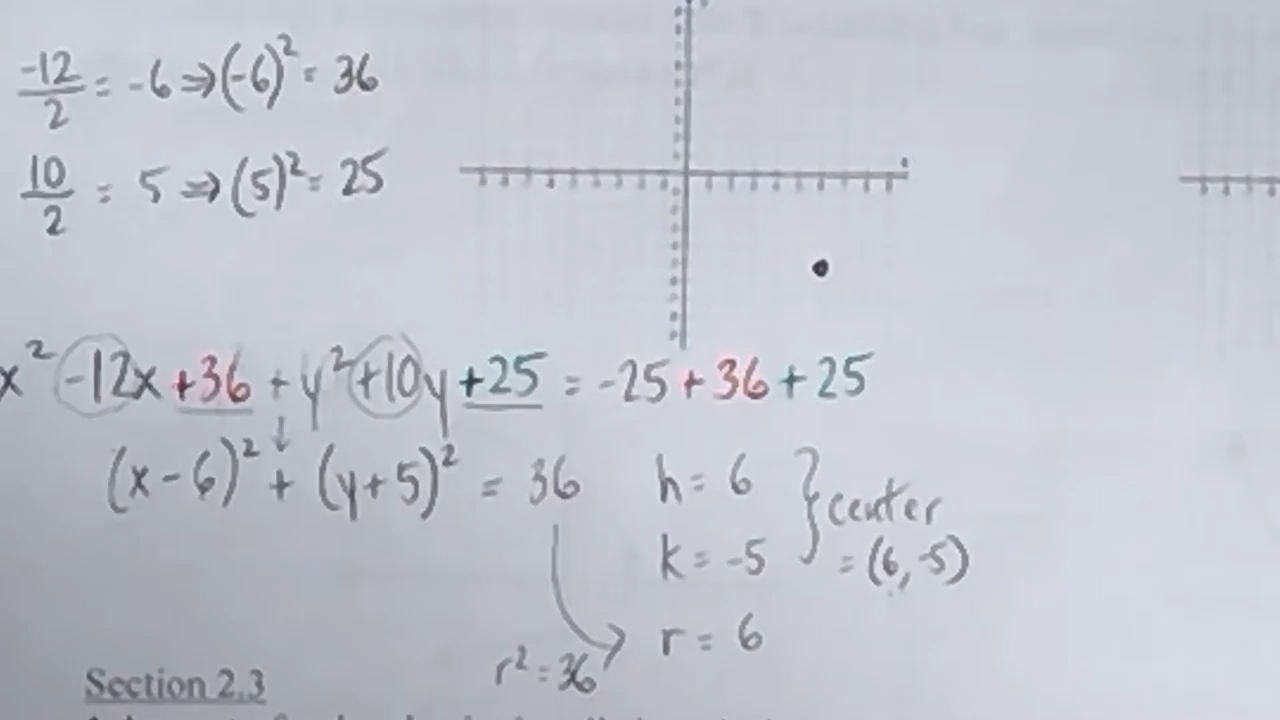 -12/2 = -6 ⇒ (-6)² = 36
10/2 = 5 ⇒ (5)² = 25
x² -12x +36 + y² +10y +25 = -25 + 36 + 25
(x - 6)² + (y + 5)² = 36
h = 6
k = -5
} center
= (6, -5)
r = 6
r² = 36
Section 2.3